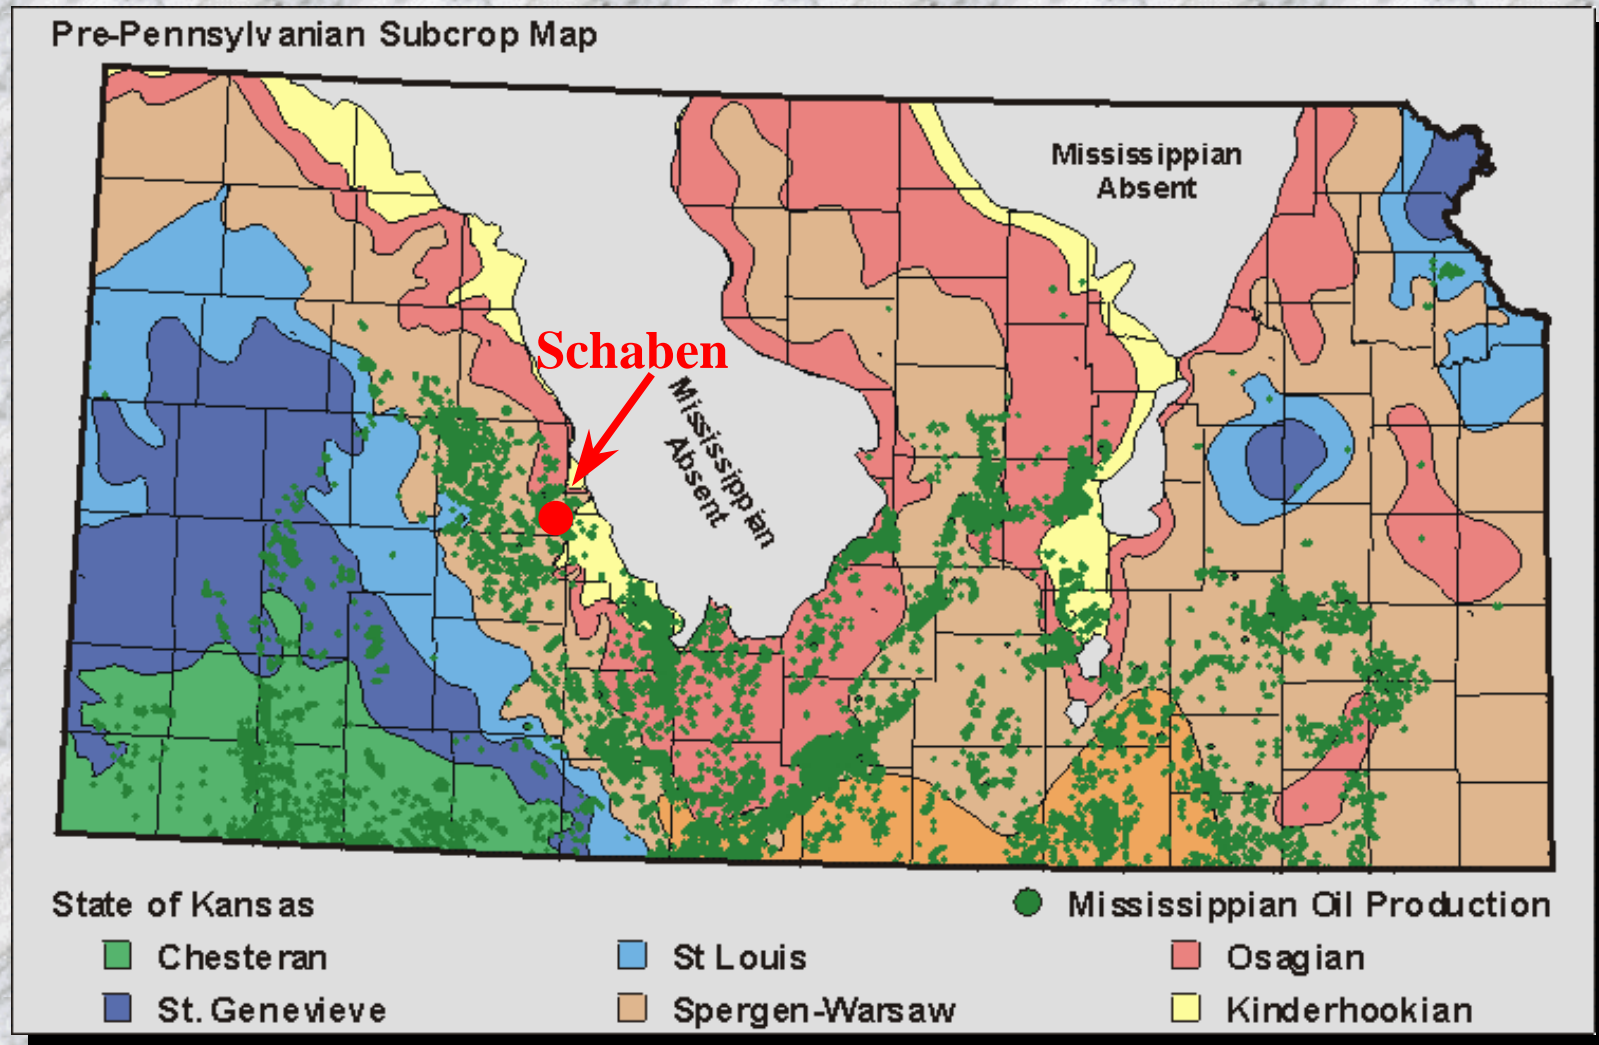 Pre-Pennsylvanian Subcrop Map
Mississippian
Absent
Schaben
Mississippian
Absent
State of Kansas
Mississippian Oil Production
Chesteran
St Louis
Osagian
St. Genevieve
Spergen-Warsaw
Kinderhookian